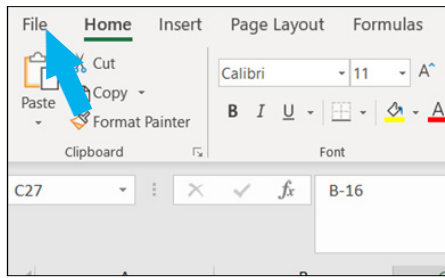 File Home Insert Page Layout Formulas
Cut
Calibri 11 A^
Copy
Paste
B I U A
Format Painter
Clipboard Font
C27 fx B-16